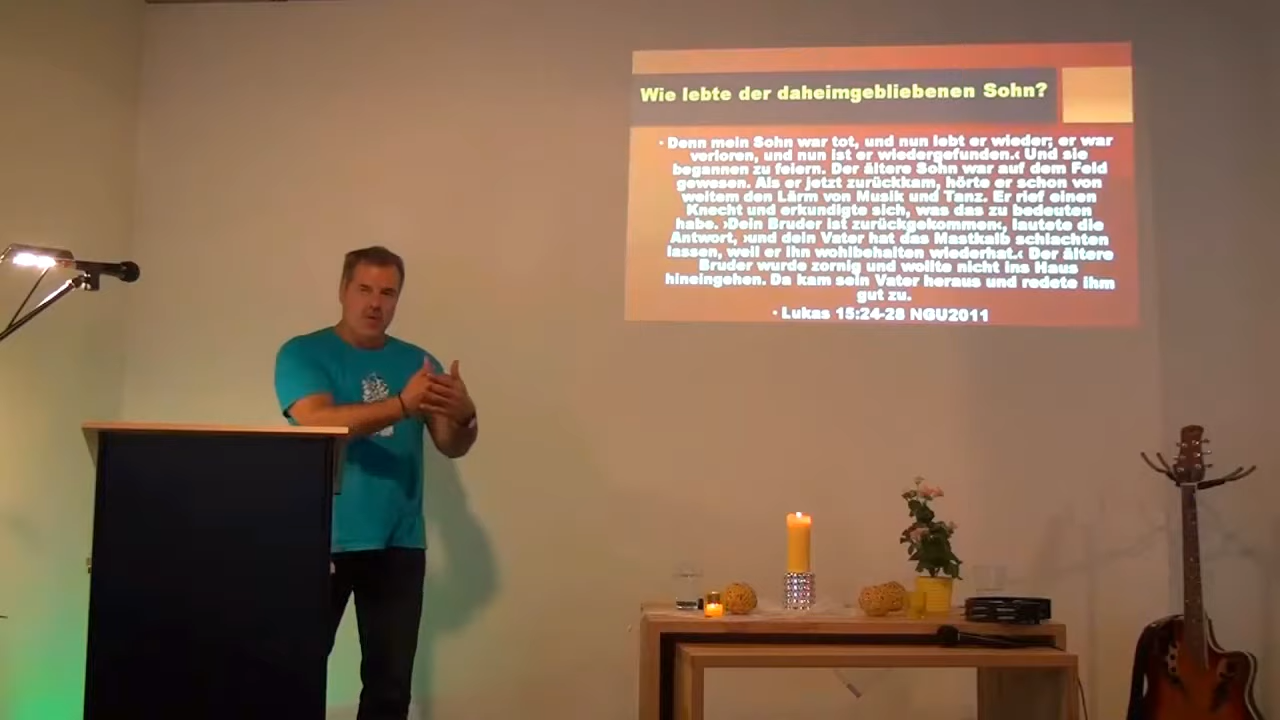 Wie lebte der daheimgebliebenen Sohn?
• Denn mein Sohn war tot, und nun lebt er wieder; er war
verloren, und nun ist er wiedergefunden.‹ Und sie
begannen zu feiern. Der ältere Sohn war auf dem Feld
gewesen. Als er jetzt zurückkam, hörte er schon von
weitem den Lärm von Musik und Tanz. Er rief einen
Knecht und erkundigte sich, was das zu bedeuten
habe. ›Dein Bruder ist zurückgekommen‹, lautete die
Antwort, ›und dein Vater hat das Mastkalb schlachten
lassen, weil er ihn wohlbehalten wiederhat.‹ Der ältere
Bruder wurde zornig und wollte nicht ins Haus
hineingehen. Da kam sein Vater heraus und redete ihm
gut zu.
• Lukas 15:24-28 NGU2011